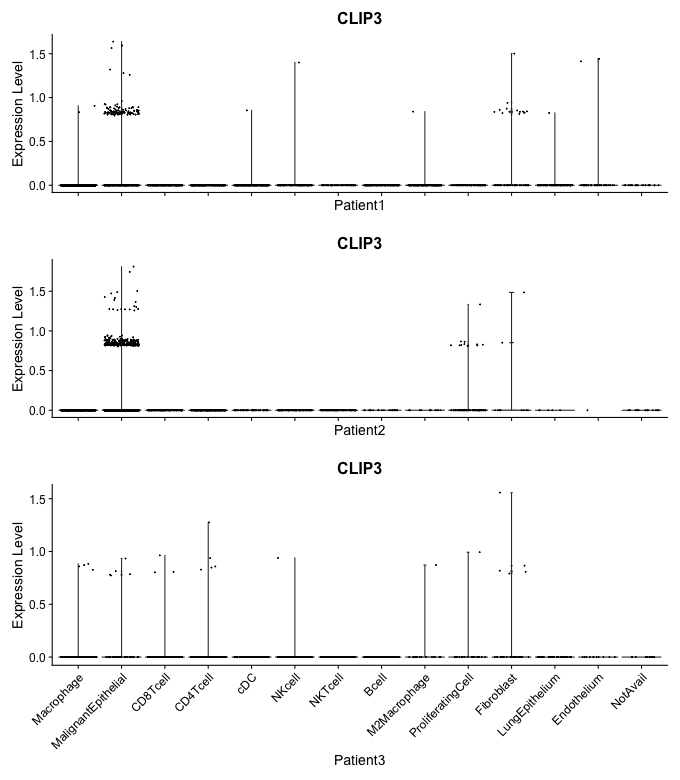 CLIP3
Expression Level
1.5
1.0
0.5
0.0
Patient1
CLIP3
Expression Level
1.5
1.0
0.5
0.0
Patient2
CLIP3
Expression Level
1.5
1.0
0.5
0.0
Macrophage
MalignantEpithelial
CD8Tcell
CD4Tcell
cDC
NKcell
NKTcell
Bcell
M2Macrophage
ProliferatingCell
Fibroblast
LungEpithelium
Endothelium
NotAvail
Patient3